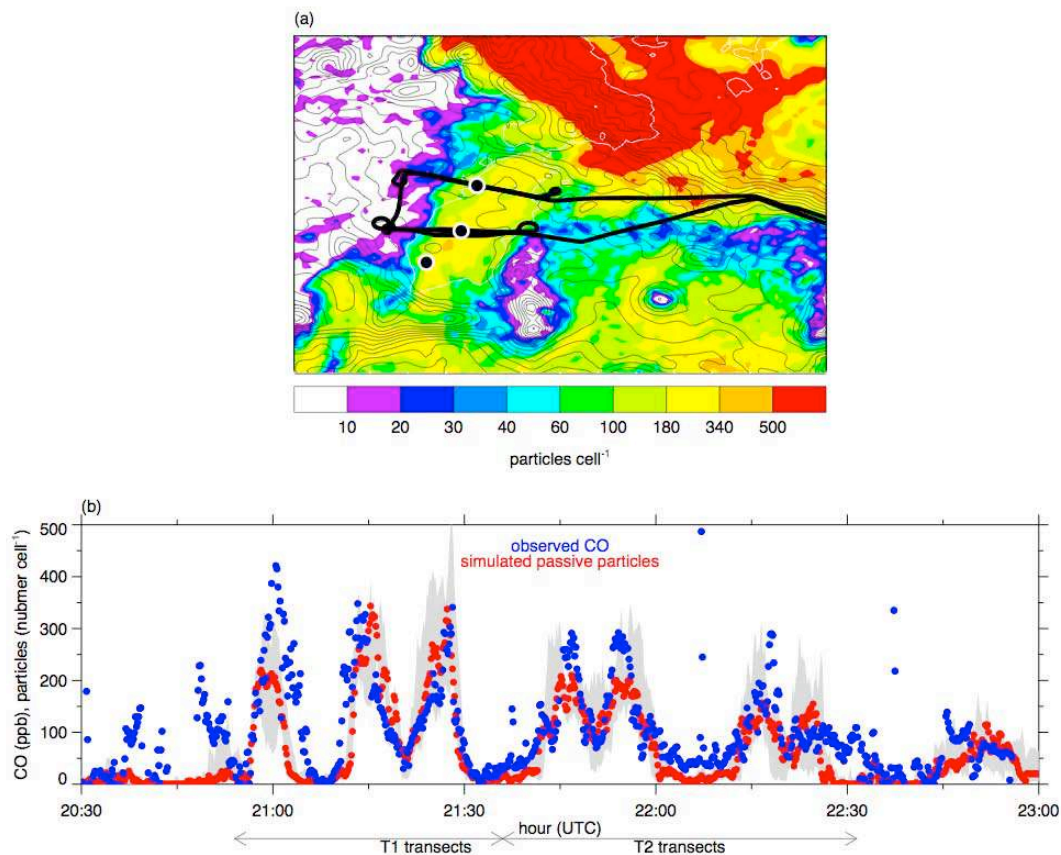 (a)
10 20 30 40 60 100 180 340 500
particles cell-1
(b)
500
400
300
200
100
0
CO (ppb), particles (nubmer cell-1)
observed CO
simulated passive particles
20:30 21:00 21:30 22:00 22:30 23:00
hour (UTC)
T1 transects T2 transects